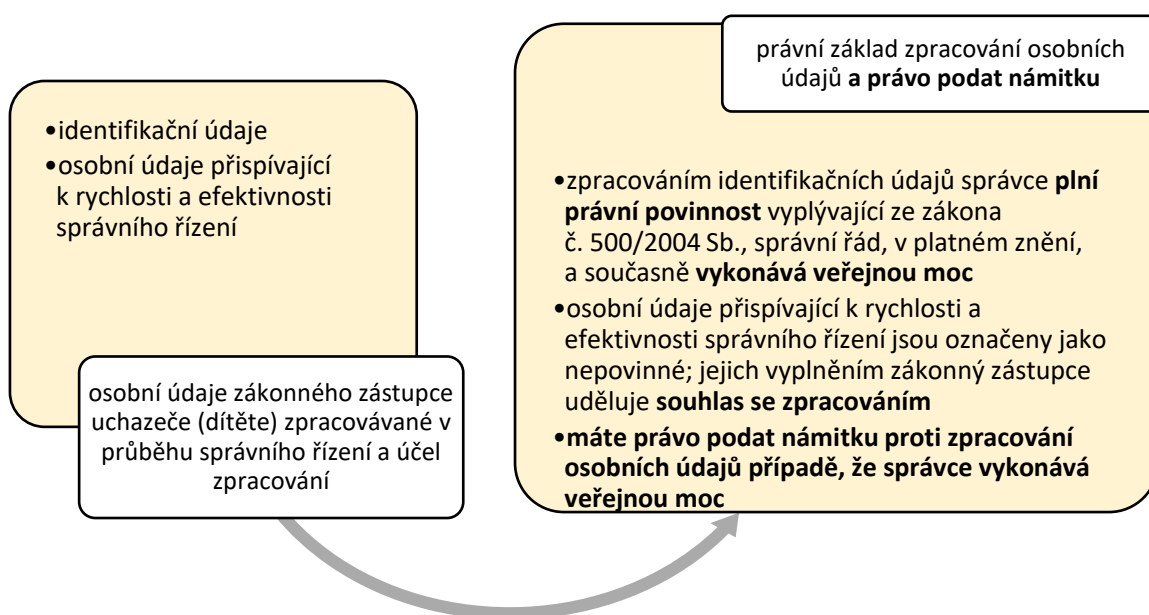 •identifikační údaje
•osobní údaje přispívající
k rychlosti a efektivnosti
správního řízení
osobní údaje zákonného zástupce
uchazeče (dítěte) zpracovávané v
průběhu správního řízení a účel
zpracování
právní základ zpracování osobních
údajů a právo podat námitku
•zpracováním identifikačních údajů správce plní
právní povinnost vyplývající ze zákona
č. 500/2004 Sb., správní řád, v platném znění,
a současně vykonává veřejnou moc
•osobní údaje přispívající k rychlosti a
efektivnosti správního řízení jsou označeny jako
nepovinné; jejich vyplněním zákonný zástupce
uděluje souhlas se zpracováním
•máte právo podat námitku proti zpracování
osobních údajů případě, že správce vykonává
veřejnou moc